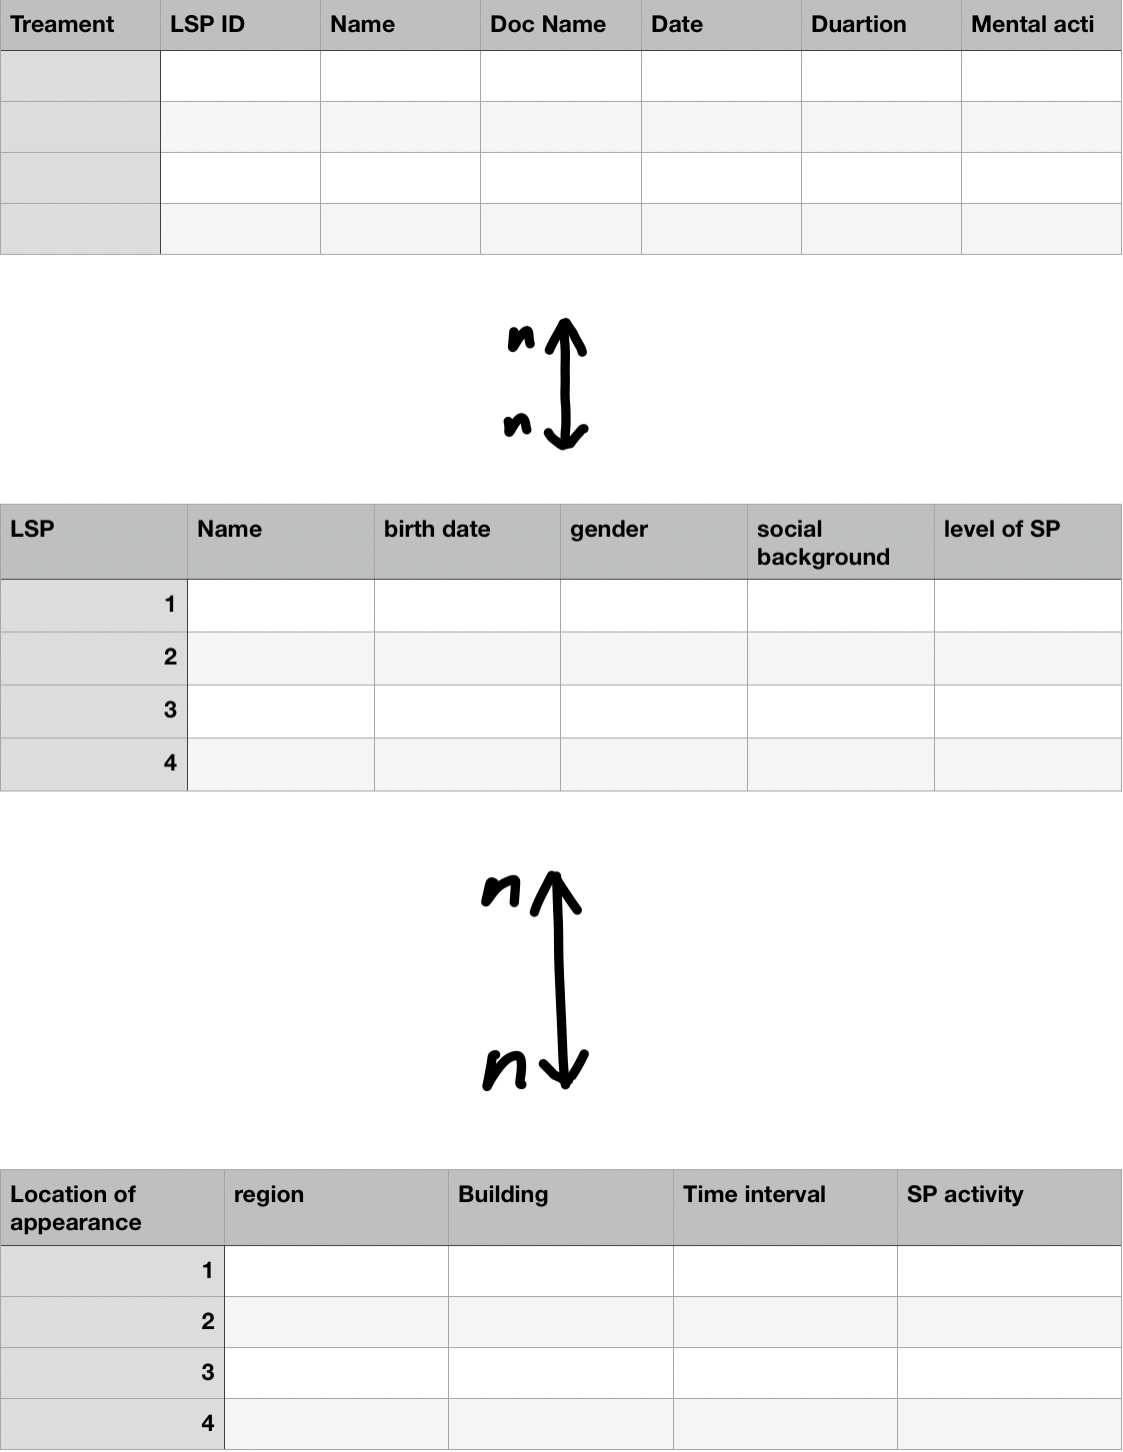 Treament LSP ID Name Doc Name Date Duartion Mental acti
n
n
LSP Name birth date gender social background level of SP
1
2
3
4
n
n
Location of appearance region Building Time interval SP activity
1
2
3
4